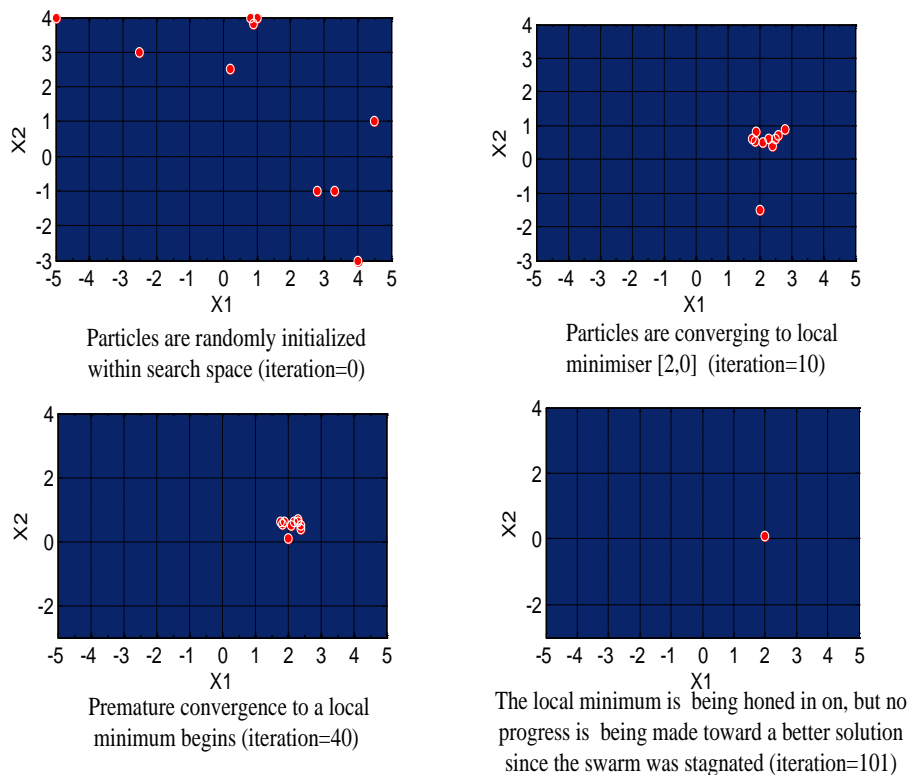 4
3
2
1
0
-1
-2
-3
X2
-5 -4 -3 -2 -1 0 1 2 3 4 5
X1
Particles are randomly initialized
within search space (iteration=0)
4
3
2
1
0
-1
-2
-3
X2
-5 -4 -3 -2 -1 0 1 2 3 4 5
X1
Particles are converging to local
minimiser [2,0] (iteration=10)
4
2
0
-2
X2
-5 -4 -3 -2 -1 0 1 2 3 4 5
X1
Premature convergence to a local
minimum begins (iteration=40)
4
2
0
-2
X2
-5 -4 -3 -2 -1 0 1 2 3 4 5
X1
The local minimum is being honed in on, but no
progress is being made toward a better solution
since the swarm was stagnated (iteration=101)